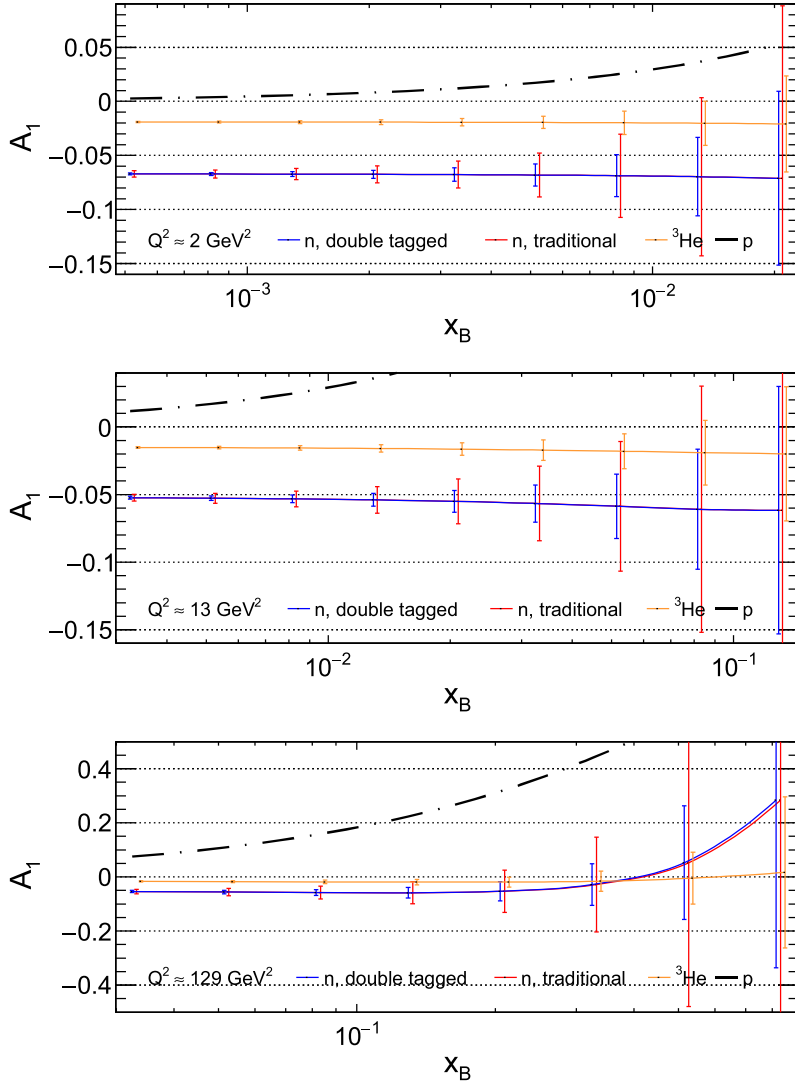 A₁
0.05
0
−0.05
−0.1
−0.15
Q² ≈ 2 GeV² n, double tagged n, traditional ³He p
10⁻³ 10⁻²
x_B
A₁
0
−0.05
−0.1
−0.15
Q² ≈ 13 GeV² n, double tagged n, traditional ³He p
10⁻² 10⁻¹
x_B
A₁
0.4
0.2
0
−0.2
−0.4
Q² ≈ 129 GeV² n, double tagged n, traditional ³He p
10⁻¹
x_B